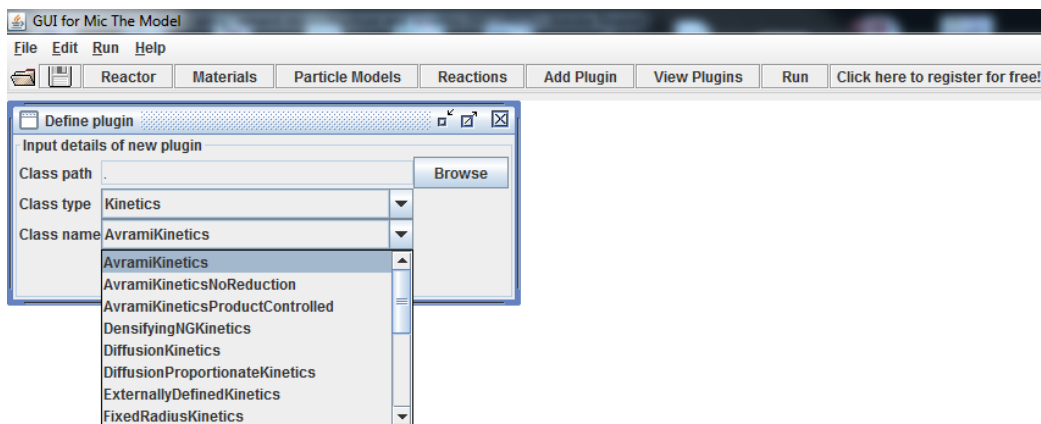 GUI for Mic The Model
File Edit Run Help
Reactor Materials Particle Models Reactions Add Plugin View Plugins Run Click here to register for free!
Define plugin
Input details of new plugin
Class path . Browse
Class type Kinetics
Class name AvramiKinetics
AvramiKinetics
AvramiKineticsNoReduction
AvramiKineticsProductControlled
DensifyingNGKinetics
DiffusionKinetics
DiffusionProportionateKinetics
ExternallyDefinedKinetics
FixedRadiusKinetics